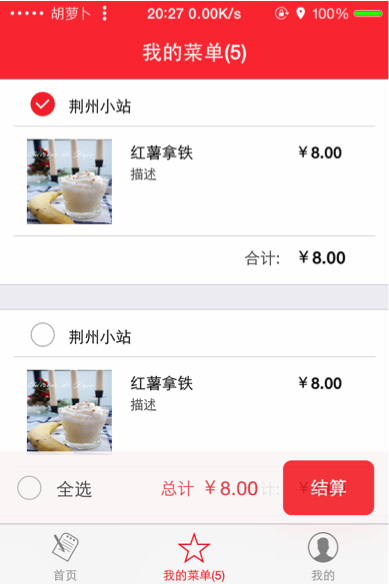 胡萝卜 20:27 0.00K/s 100%
我的菜单(5)
荆州小站
红薯拿铁 ¥8.00
描述
合计: ¥8.00
荆州小站
红薯拿铁 ¥8.00
描述
全选 总计 ¥8.00 结算
首页 我的菜单(5) 我的